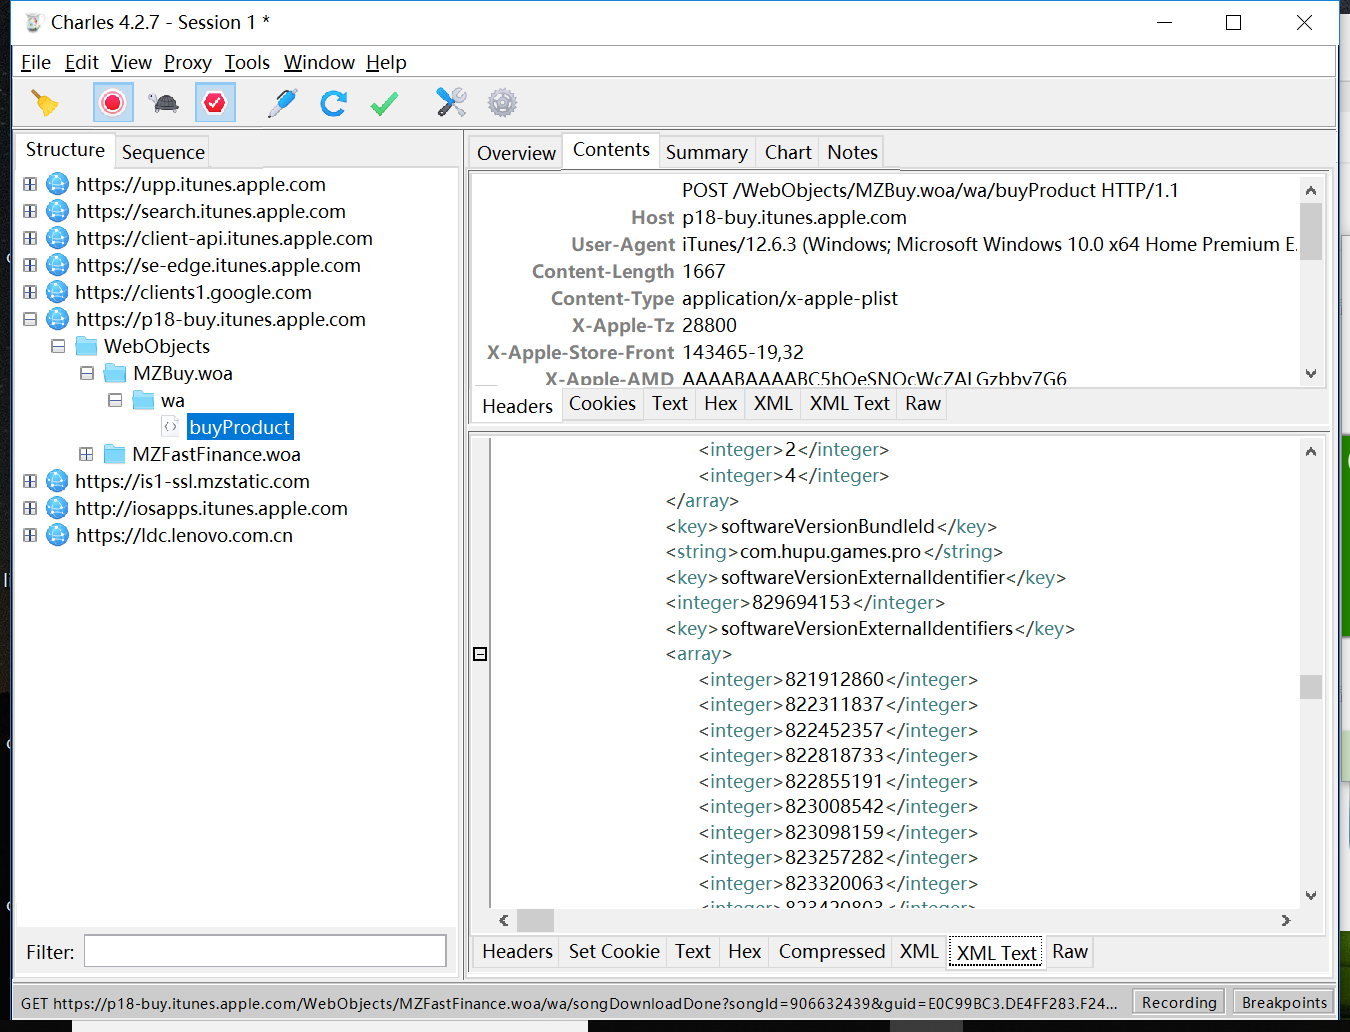 Charles 4.2.7 - Session 1 *
File Edit View Proxy Tools Window Help
Structure Sequence
https://upp.itunes.apple.com
https://search.itunes.apple.com
https://client-api.itunes.apple.com
https://se-edge.itunes.apple.com
https://clients1.google.com
https://p18-buy.itunes.apple.com
WebObjects
MZBuy.woa
wa
buyProduct
MZFastFinance.woa
https://is1-ssl.mzstatic.com
http://iosapps.itunes.apple.com
https://ldc.lenovo.com.cn
Filter:
Overview Contents Summary Chart Notes
POST /WebObjects/MZBuy.woa/wa/buyProduct HTTP/1.1
Host p18-buy.itunes.apple.com
User-Agent iTunes/12.6.3 (Windows; Microsoft Windows 10.0 x64 Home Premium E.
Content-Length 1667
Content-Type application/x-apple-plist
X-Apple-Tz 28800
X-Apple-Store-Front 143465-19,32
X-Apple-AMD
Headers Cookies Text Hex XML XML Text Raw
<integer>2</integer>
<integer>4</integer>
</array>
<key>softwareVersionBundleId</key>
<string>com.hupu.games.pro</string>
<key>softwareVersionExternalIdentifier</key>
<integer>829694153</integer>
<key>softwareVersionExternalIdentifiers</key>
<array>
<integer>821912860</integer>
<integer>822311837</integer>
<integer>822452357</integer>
<integer>822818733</integer>
<integer>822855191</integer>
<integer>823008542</integer>
<integer>823098159</integer>
<integer>823257282</integer>
<integer>823320063</integer>
<integer>823420803</integer>
Headers Set Cookie Text Hex Compressed XML XML Text Raw
GET https://p18-buy.itunes.apple.com/WebObjects/MZFastFinance.woa/wa/songDownloadDone?songId=906632439&guid=E0C99BC3.DE4FF283.F24... Recording Breakpoints